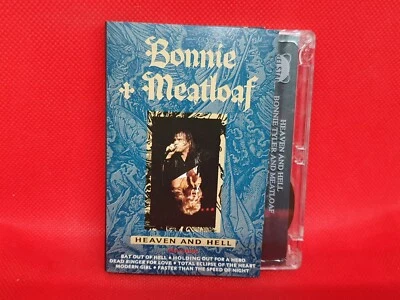 Bonnie
+ Meatloaf
HEAVEN AND HELL
BAT OUT OF HELL • HOLDING OUT FOR A HERO
DEAD RINGER FOR LOVE • TOTAL ECLIPSE OF THE HEART
MODERN GIRL • FASTER THAN THE SPEED OF NIGHT
HEAVEN AND HELL
BONNIE TYLER AND MEATLOAF